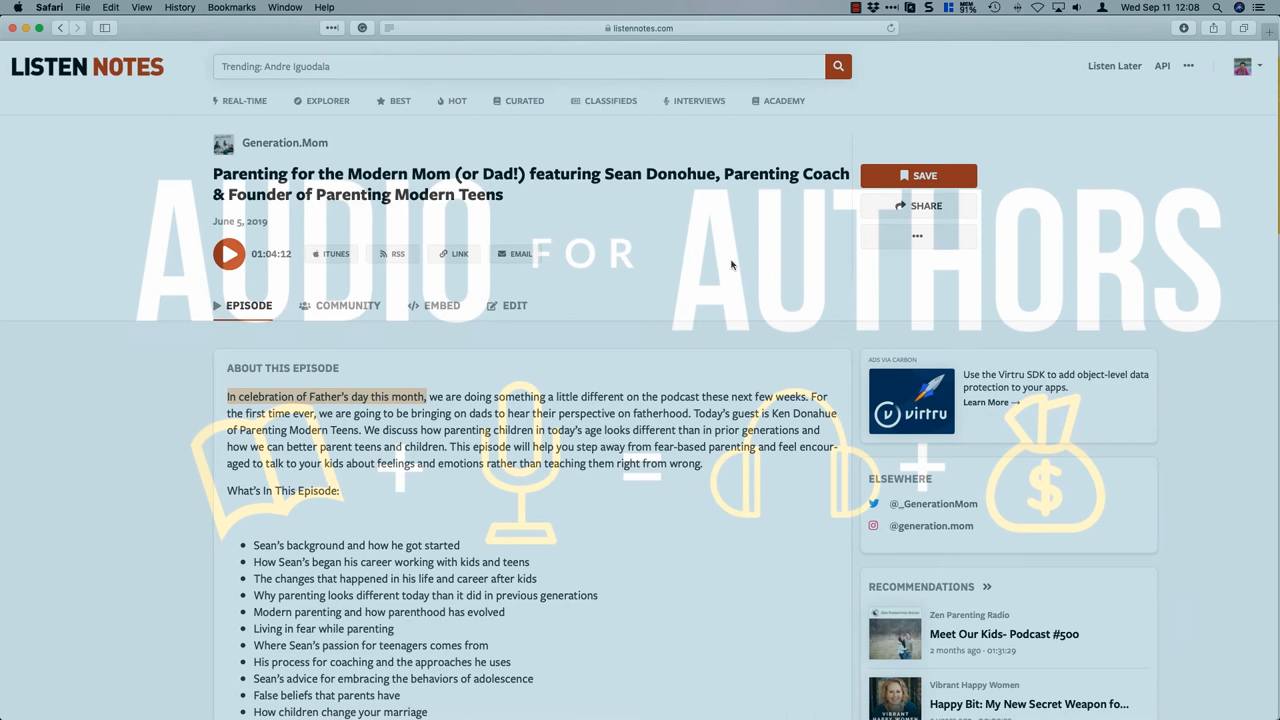 Safari File Edit View History Bookmarks Window Help
91% Wed Sep 11 12:08
listennotes.com
LISTEN NOTES
Trending: Andre Iguodala
Listen Later API
REAL-TIME EXPLORER BEST HOT CURATED CLASSIFIEDS INTERVIEWS ACADEMY
Generation.Mom
Parenting for the Modern Mom (or Dad!) featuring Sean Donohue, Parenting Coach
& Founder of Parenting Modern Teens
SAVE
SHARE
June 5, 2019
01:04:12 ITUNES RSS LINK EMAIL
AUDIO FOR AUTHORS
EPISODE COMMUNITY EMBED EDIT
ABOUT THIS EPISODE
In celebration of Father's day this month, we are doing something a little different on the podcast these next few weeks. For
the first time ever, we are going to be bringing on dads to hear their perspective on fatherhood. Today's guest is Ken Donahue
of Parenting Modern Teens. We discuss how parenting children in today's age looks different than in prior generations and
how we can better parent teens and children. This episode will help you step away from fear-based parenting and feel encour-
aged to talk to your kids about feelings and emotions rather than teaching them right from wrong.
What's In This Episode:
+ = + $
Sean's background and how he got started
How Sean's began his career working with kids and teens
The changes that happened in his life and career after kids
Why parenting looks different today than it did in previous generations
Modern parenting and how parenthood has evolved
Living in fear while parenting
Where Sean's passion for teenagers comes from
His process for coaching and the approaches he uses
Sean's advice for embracing the behaviors of adolescence
False beliefs that parents have
How children change your marriage
ADS VIA CARBON
virtru
Use the Virtru SDK to add object-level data
protection to your apps.
Learn More →
ELSEWHERE
@_GenerationMom
@generation.mom
RECOMMENDATIONS
Zen Parenting Radio
Meet Our Kids- Podcast #500
2 months ago · 01:31:29
Vibrant Happy Women
Happy Bit: My New Secret Weapon fo...